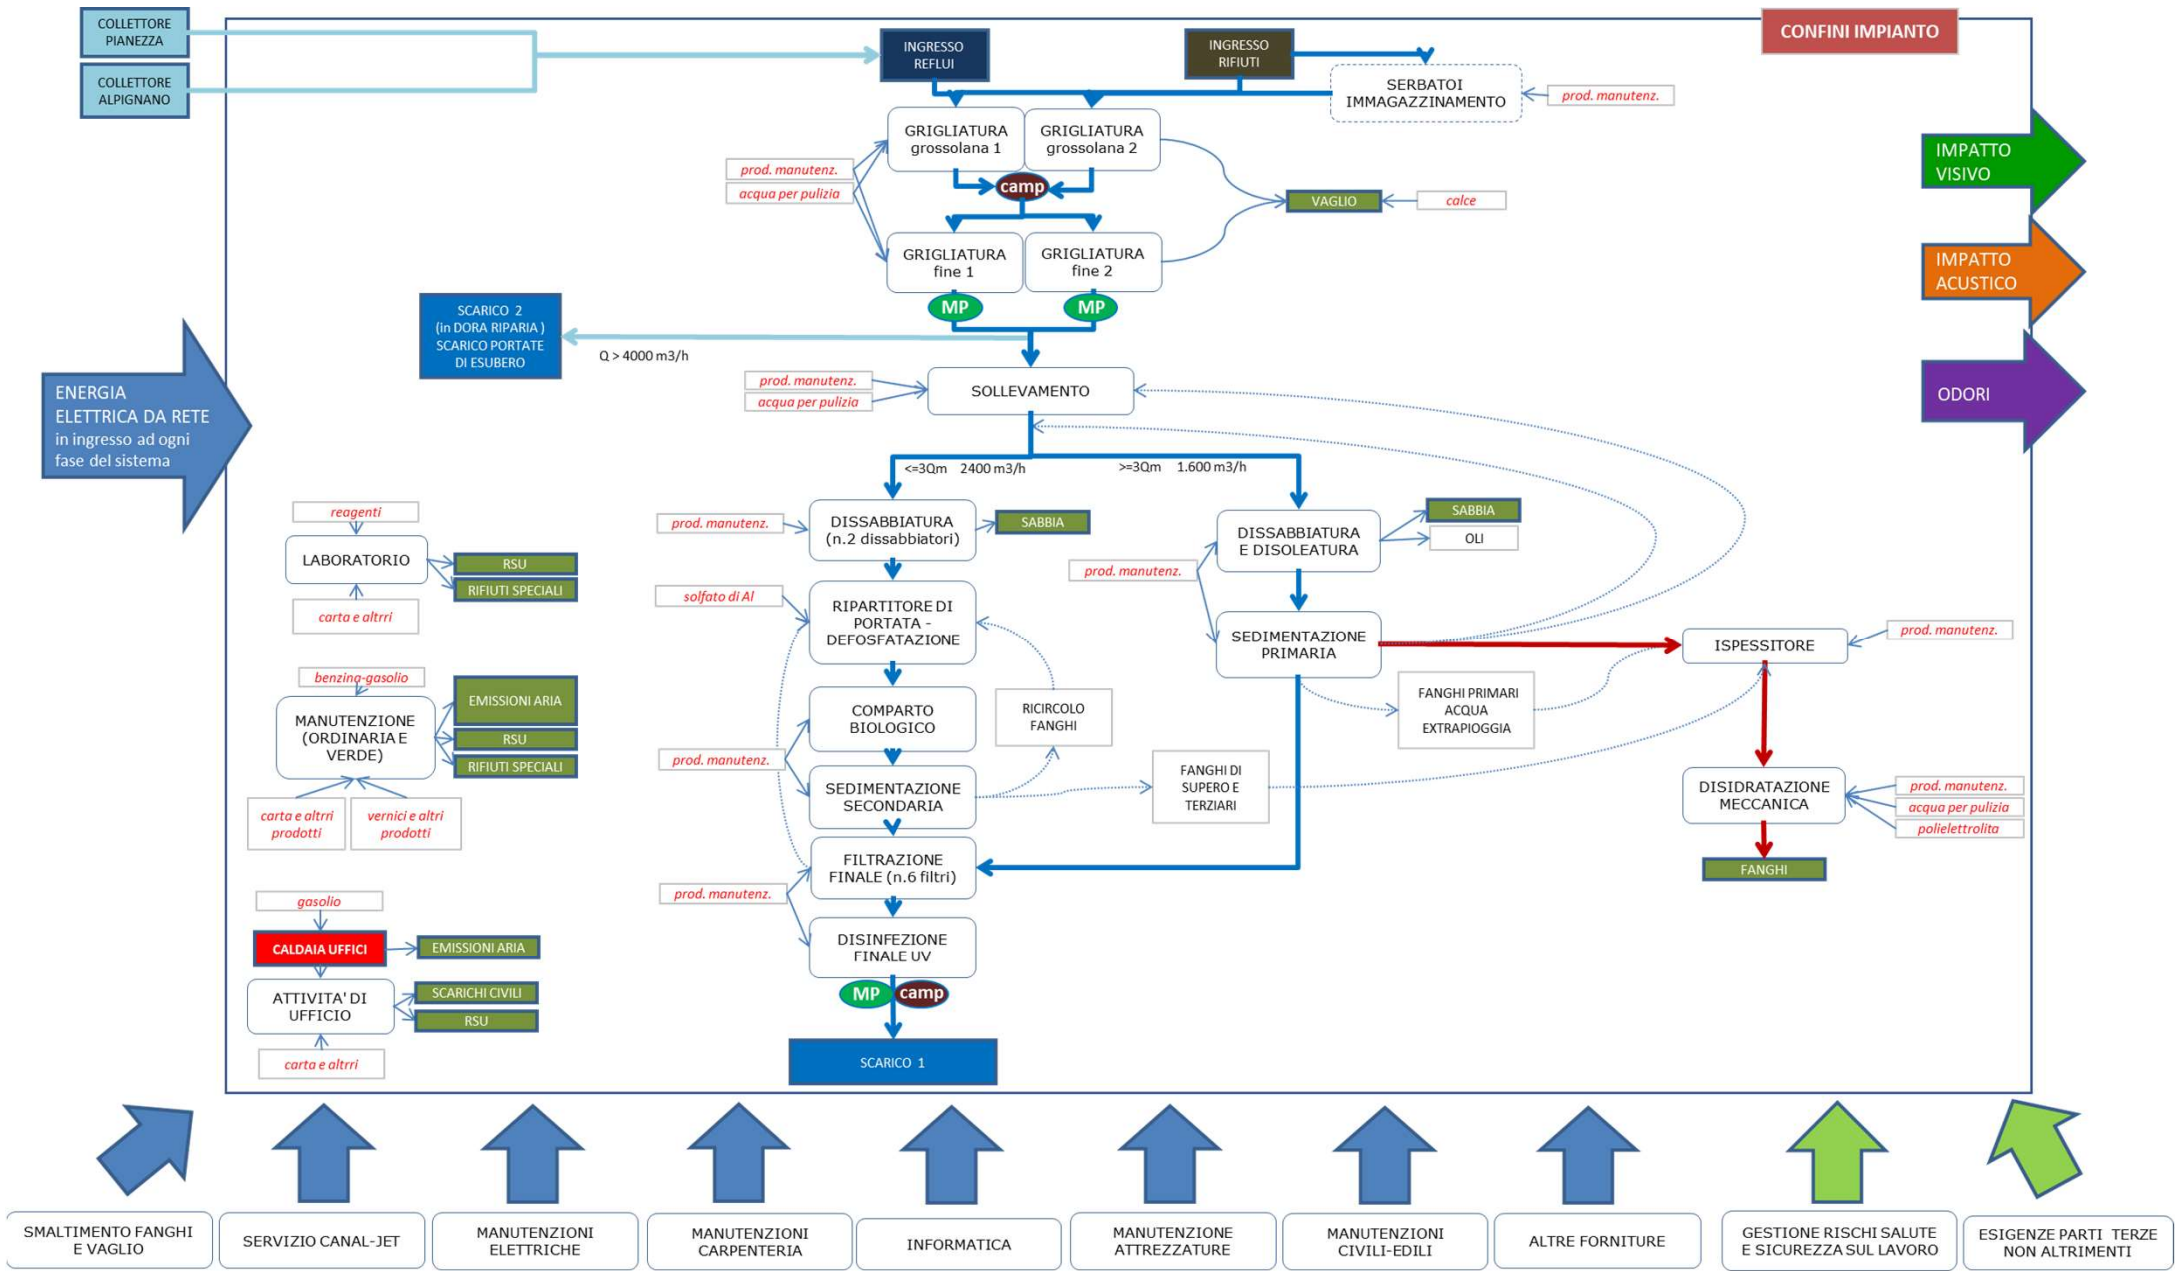 COLLETTORE
PIANEZZA
COLLETTORE
ALPIGNANO
INGRESSO
REFLUI
INGRESSO
RIFIUTI
CONFINI IMPIANTO
SERBATOI
IMMAGAZZINAMENTO
prod. manutenz.
GRIGLIATURA
grossolana 1
GRIGLIATURA
grossolana 2
prod. manutenz.
acqua per pulizia
camp
VAGLIO
calce
GRIGLIATURA
fine 1
GRIGLIATURA
fine 2
MP
MP
IMPATTO
VISIVO
IMPATTO
ACUSTICO
ODORI
SCARICO 2
(in DORA RIPARIA )
SCARICO PORTATE
DI ESUBERO
Q > 4000 m3/h
ENERGIA
ELETTRICA DA RETE
in ingresso ad ogni
fase del sistema
prod. manutenz.
acqua per pulizia
SOLLEVAMENTO
<=3Qm 2400 m3/h
>=3Qm 1.600 m3/h
reagenti
LABORATORIO
RSU
RIFIUTI SPECIALI
carta e altrri
prod. manutenz.
DISSABBIATURA
(n.2 dissabbiatori)
SABBIA
DISSABBIATURA
E DISOLEATURA
SABBIA
OLI
prod. manutenz.
solfato di Al
RIPARTITORE DI
PORTATA -
DEFOSFATAZIONE
SEDIMENTAZIONE
PRIMARIA
ISPESSITORE
prod. manutenz.
benzina-gasolio
MANUTENZIONE
(ORDINARIA E
VERDE)
EMISSIONI ARIA
RSU
RIFIUTI SPECIALI
carta e altrri
prodotti
vernici e altri
prodotti
COMPARTO
BIOLOGICO
RICIRCOLO
FANGHI
FANGHI PRIMARI
ACQUA
EXTRAPIOGGIA
prod. manutenz.
SEDIMENTAZIONE
SECONDARIA
FANGHI DI
SUPERO E
TERZIARI
DISIDRATAZIONE
MECCANICA
prod. manutenz.
acqua per pulizia
polielettrolita
FANGHI
FILTRAZIONE
FINALE (n.6 filtri)
prod. manutenz.
DISINFEZIONE
FINALE UV
gasolio
CALDAIA UFFICI
EMISSIONI ARIA
ATTIVITA' DI
UFFICIO
SCARICHI CIVILI
RSU
carta e altrri
MP
camp
SCARICO 1
SMALTIMENTO FANGHI
E VAGLIO
SERVIZIO CANAL-JET
MANUTENZIONI
ELETTRICHE
MANUTENZIONI
CARPENTERIA
INFORMATICA
MANUTENZIONE
ATTREZZATURE
MANUTENZIONI
CIVILI-EDILI
ALTRE FORNITURE
GESTIONE RISCHI SALUTE
E SICUREZZA SUL LAVORO
ESIGENZE PARTI TERZE
NON ALTRIMENTI